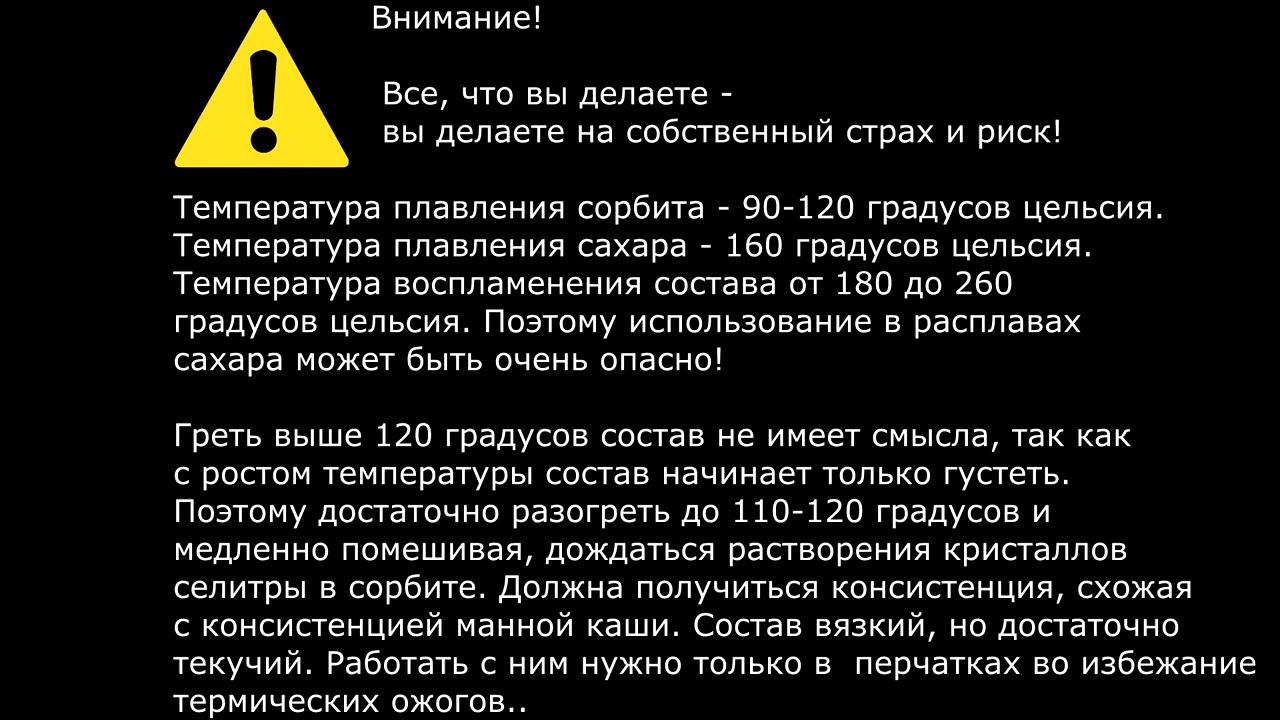 Внимание!
Все, что вы делаете -
вы делаете на собственный страх и риск!
Температура плавления сорбита - 90-120 градусов цельсия.
Температура плавления сахара - 160 градусов цельсия.
Температура воспламенения состава от 180 до 260
градусов цельсия. Поэтому использование в расплавах
сахара может быть очень опасно!
Греть выше 120 градусов состав не имеет смысла, так как
с ростом температуры состав начинает только густеть.
Поэтому достаточно разогреть до 110-120 градусов и
медленно помешивая, дождаться растворения кристаллов
селитры в сорбите. Должна получиться консистенция, схожая
с консистенцией манной каши. Состав вязкий, но достаточно
текучий. Работать с ним нужно только в  перчатках во избежание
термических ожогов..